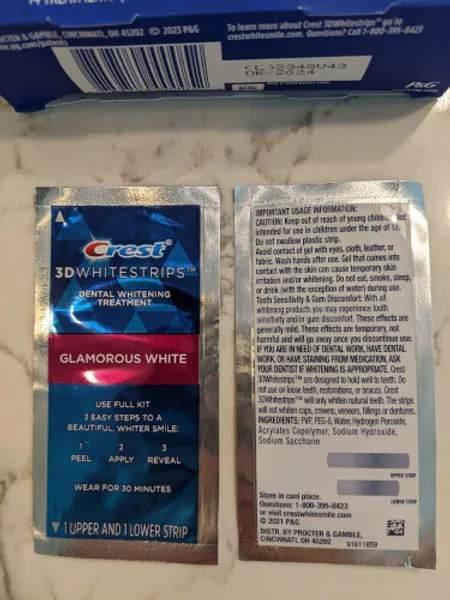 14 TREATMEN
CTER & GAMBLE, CINCINNATI, OH 45202 © 2023 P&G
w.pg.com/patents
To learn more about Crest 3DWhitestrips™ go to
crestwhitesmile.com. Questions? Call 1-800-395-8423
(L)2348V43
DE/2024
P&G
Crest®
3DWHITESTRIPS™
DENTAL WHITENING
TREATMENT
GLAMOROUS WHITE
USE FULL KIT
3 EASY STEPS TO A
BEAUTIFUL, WHITER SMILE:
1 2 3
PEEL APPLY REVEAL
WEAR FOR 30 MINUTES
1 UPPER AND 1 LOWER STRIP
IMPORTANT USAGE INFORMATION:
CAUTION: Keep out of reach of young children. Not
intended for use in children under the age of 12.
Do not swallow plastic strip.
Avoid contact of gel with eyes, cloth, leather, or
fabric. Wash hands after use. Gel that comes into
contact with the skin can cause temporary skin
irritation and/or whitening. Do not eat, smoke, sleep,
or drink (with the exception of water) during use.
Tooth Sensitivity & Gum Discomfort: With all
whitening products you may experience tooth
sensitivity and/or gum discomfort. These effects are
generally mild. These effects are temporary, not
harmful and will go away once you discontinue use.
IF YOU ARE IN NEED OF DENTAL WORK, HAVE DENTAL
WORK, OR HAVE STAINING FROM MEDICATION, ASK
YOUR DENTIST IF WHITENING IS APPROPRIATE. Crest
3DWhitestrips™ are designed to hold well to teeth. Do
not use on loose teeth, restorations, or braces. Crest
3DWhitestrips™ will only whiten natural teeth. The strips
will not whiten caps, crowns, veneers, fillings or dentures.
INGREDIENTS: PVP, PEG-8, Water, Hydrogen Peroxide,
Acrylates Copolymer, Sodium Hydroxide,
Sodium Saccharin
UPPER STRIP
LOWER STRIP
Store in cool place.
Questions: 1-800-395-8423
or visit crestwhitesmile.com
© 2021 P&G
DISTR. BY PROCTER & GAMBLE,
CINCINNATI, OH 45202
91611859